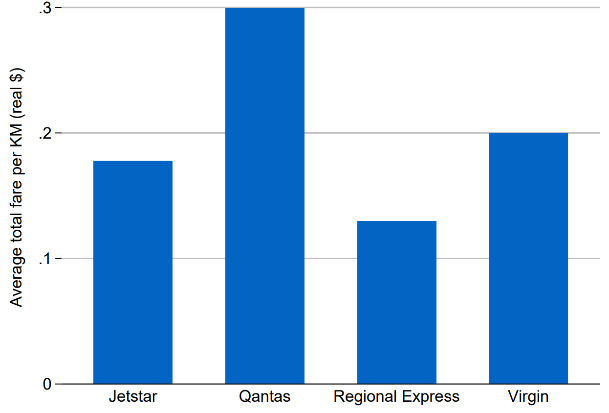 Average total fare per KM (real $)
.3
.2
.1
0
Jetstar Qantas Regional Express Virgin